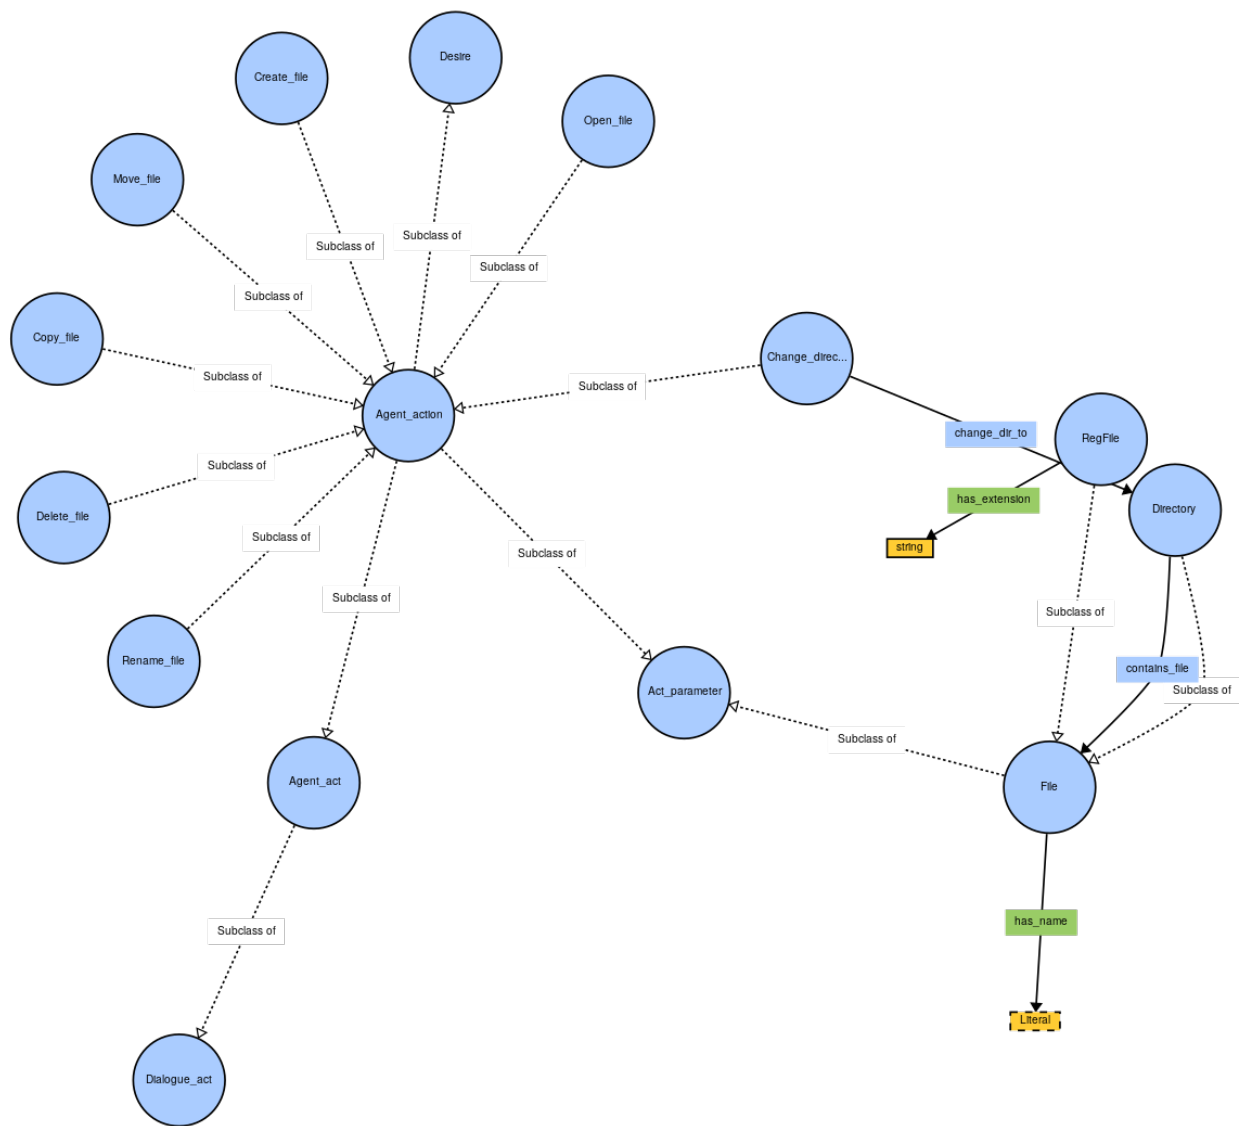 Desire
Create_file
Open_file
Move_file
Subclass of
Subclass of
Subclass of
Subclass of
Copy_file
Change_direc...
Subclass of
Subclass of
Agent_action
change_dir_to
RegFile
Subclass of
has_extension
Directory
Delete_file
string
Subclass of
Subclass of
Subclass of
Subclass of
Rename_file
contains_file
Act_parameter
Subclass of
Subclass of
Agent_act
File
has_name
Subclass of
Literal
Dialogue_act